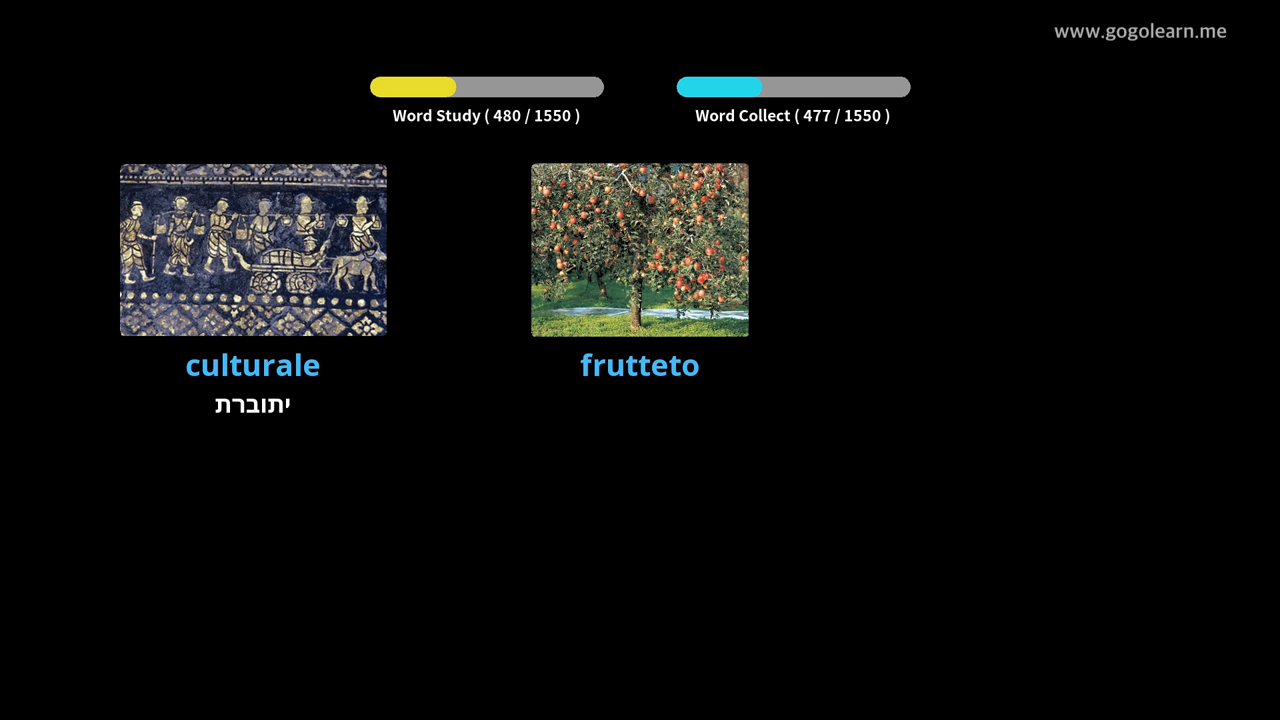 www.gogolearn.me
Word Study ( 480 / 1550 )
Word Collect ( 477 / 1550 )
culturale
יתוברת
frutteto